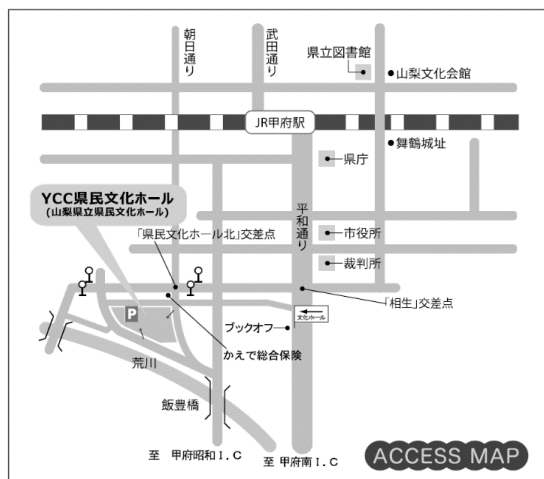 朝日通り
武田通り
県立図書館
山梨文化会館
JR甲府駅
舞鶴城址
県庁
YCC県民文化ホール
(山梨県立県民文化ホール)
平和通り
「県民文化ホール北」交差点
市役所
裁判所
「相生」交差点
P
文化ホール
ブックオフ
かえで総合保険
荒川
飯豊橋
至 甲府昭和I.C
至 甲府南I.C
ACCESS MAP